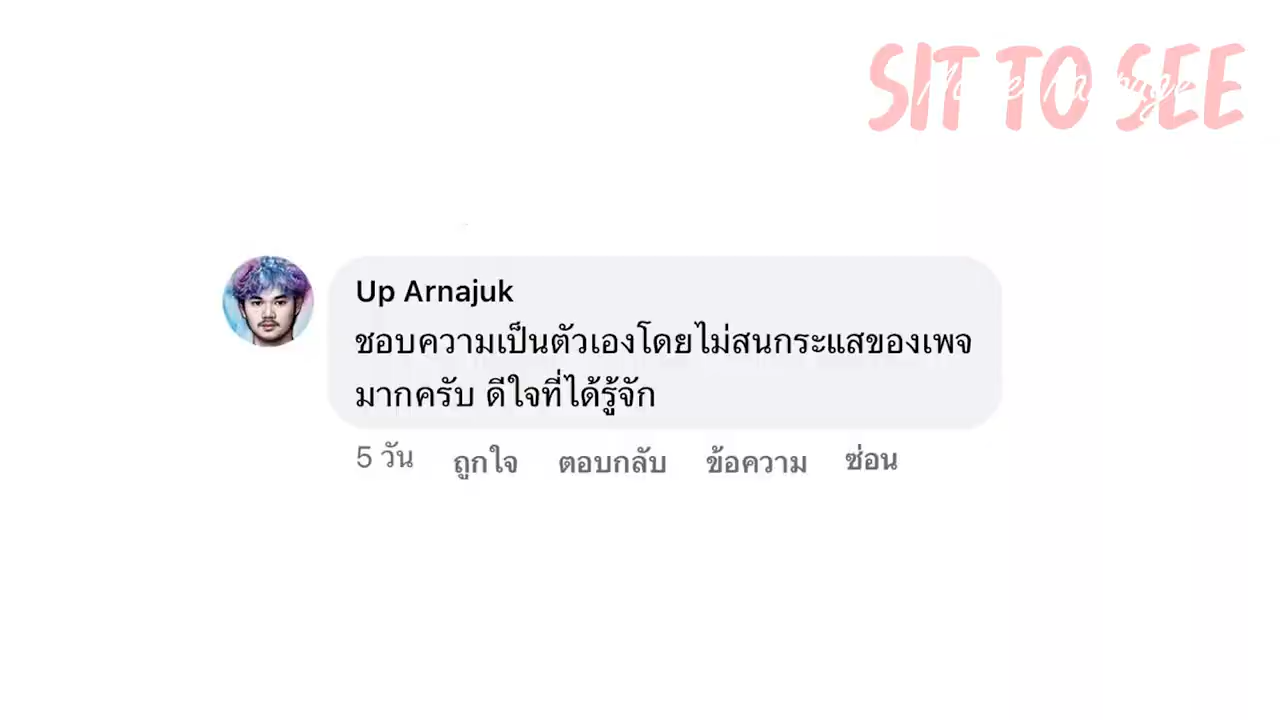 SIT TO SEE
Up Arnajuk
ชอบความเป็นตัวเองโดยไม่สนกระแสของเพจ
มากครับ ดีใจที่ได้รู้จัก
5 วัน ถูกใจ ตอบกลับ ข้อความ ซ่อน